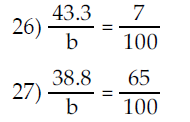 26) 43.3/b = 7/100
27) 38.8/b = 65/100